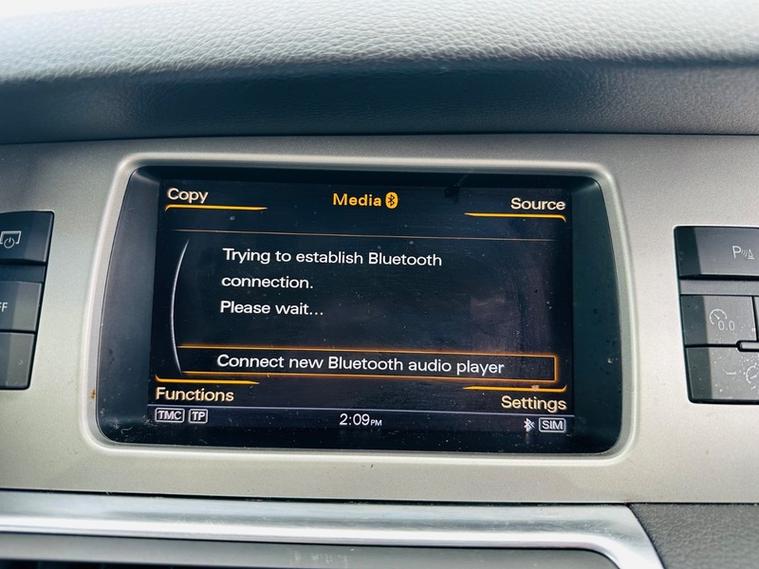 Copy
Media
Source
Trying to establish Bluetooth
connection.
Please wait...
Connect new Bluetooth audio player
Functions
Settings
TMC TP
2:09PM
SIM
FF
P
0.0